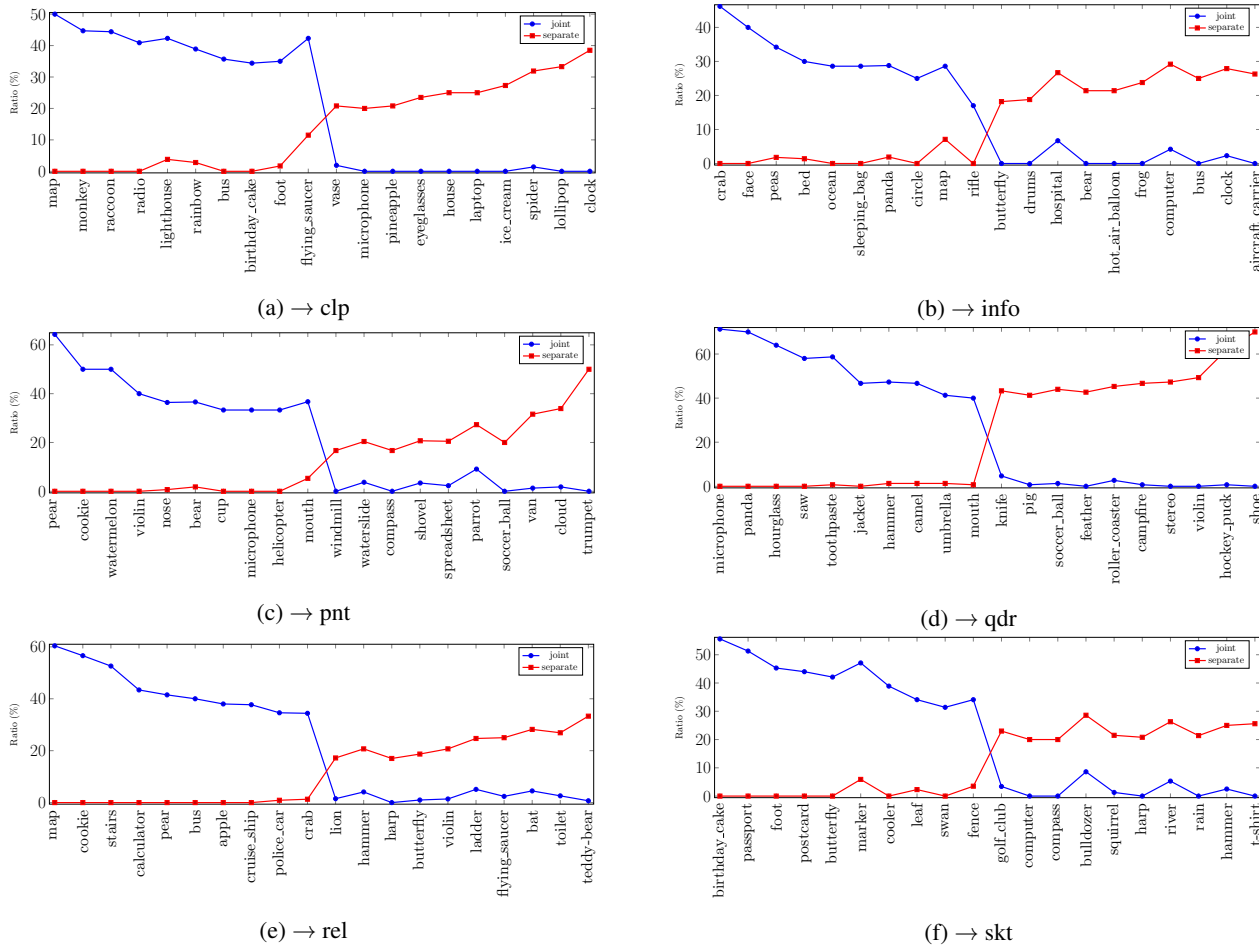 joint
separate
Ratio (%)
50
40
30
20
10
0
map
monkey
raccoon
radio
lighthouse
rainbow
bus
birthday_cake
foot
flying_saucer
vase
microphone
pineapple
eyeglasses
house
laptop
ice_cream
spider
lollipop
clock
(a) → clp
joint
separate
Ratio (%)
40
30
20
10
0
crab
face
peas
bed
ocean
sleeping_bag
panda
circle
map
rifle
butterfly
drums
hospital
bear
hot_air_balloon
frog
computer
bus
clock
aircraft_carrier
(b) → info
joint
separate
Ratio (%)
60
40
20
0
pear
cookie
watermelon
violin
nose
bear
cup
microphone
helicopter
mouth
windmill
waterslide
compass
shovel
spreadsheet
parrot
soccer_ball
van
cloud
trumpet
(c) → pnt
joint
separate
Ratio (%)
60
40
20
0
microphone
panda
hourglass
saw
toothpaste
jacket
hammer
camel
umbrella
mouth
knife
pig
soccer_ball
feather
roller_coaster
campfire
stereo
violin
hockey_puck
shoe
(d) → qdr
joint
separate
Ratio (%)
60
40
20
0
map
cookie
stairs
calculator
pear
bus
apple
cruise_ship
police_car
crab
lion
hammer
harp
butterfly
violin
ladder
flying_saucer
bat
toilet
teddy-bear
(e) → rel
joint
separate
Ratio (%)
50
40
30
20
10
0
birthday_cake
passport
foot
postcard
butterfly
marker
cooler
leaf
swan
fence
golf_club
computer
compass
bulldozer
squirrel
harp
river
rain
hammer
t-shirt
(f) → skt